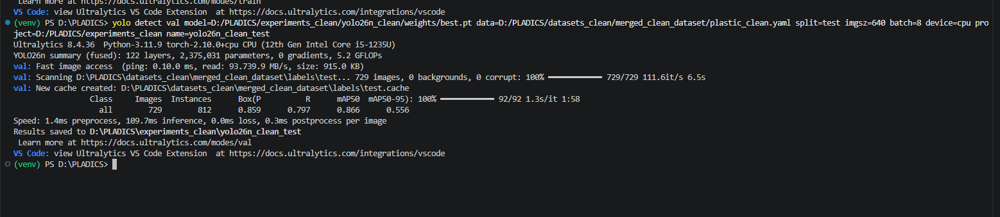 Learn more at https://docs.ultralytics.com/modes/train
VS Code: view Ultralytics VS Code Extension at https://docs.ultralytics.com/integrations/vscode
(venv) PS D:\PLADICS> yolo detect val model=D:/PLADICS/experiments_clean/yolo26n_clean/weights/best.pt data=D:/PLADICS/datasets_clean/merged_clean_dataset/plastic_clean.yaml split=test imgsz=640 batch=8 device=cpu pro
ject=D:/PLADICS/experiments_clean name=yolo26n_clean_test
Ultralytics 8.4.36 Python-3.11.9 torch-2.10.0+cpu CPU (12th Gen Intel Core i5-1235U)
YOLO26n summary (fused): 122 layers, 2,375,031 parameters, 0 gradients, 5.2 GFLOPs
val: Fast image access (ping: 0.10.0 ms, read: 93.739.9 MB/s, size: 915.0 KB)
val: Scanning D:\PLADICS\datasets_clean\merged_clean_dataset\labels\test... 729 images, 0 backgrounds, 0 corrupt: 100% ━━━━━━━━━━━━ 729/729 111.6it/s 6.5s
val: New cache created: D:\PLADICS\datasets_clean\merged_clean_dataset\labels\test.cache
Class Images Instances Box(P R mAP50 mAP50-95): 100% ━━━━━━━━━━━━ 92/92 1.3s/it 1:58
all 729 812 0.859 0.797 0.866 0.556
Speed: 1.4ms preprocess, 109.7ms inference, 0.0ms loss, 0.3ms postprocess per image
Results saved to D:\PLADICS\experiments_clean\yolo26n_clean_test
Learn more at https://docs.ultralytics.com/modes/val
VS Code: view Ultralytics VS Code Extension at https://docs.ultralytics.com/integrations/vscode
(venv) PS D:\PLADICS>